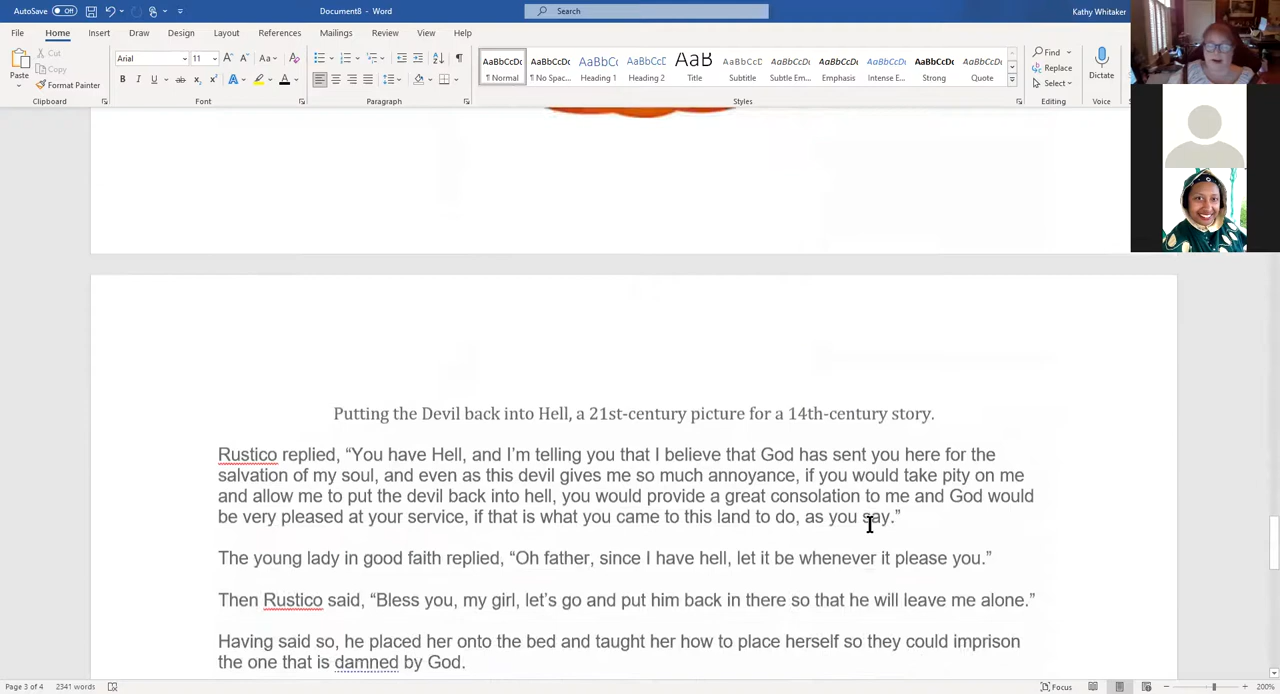 AutoSave Off Document8 - Word Search Kathy Whitaker
File Home Insert Draw Design Layout References Mailings Review View Help
Paste Cut Copy Format Painter
Arial 11
AaBbCcDc AaBbCcDc AaBbC AaBbCcD AaB AaBbCcD AaBbCcDt AaBbCcDt AaBbCcDt AaBbCcDc AaBbCcDt
¶ Normal ¶ No Spac... Heading 1 Heading 2 Title Subtitle Subtle Em... Emphasis Intense E... Strong Quote
Find Replace Select Dictate
Clipboard Font Paragraph Styles Editing Voice
Putting the Devil back into Hell, a 21st-century picture for a 14th-century story.
Rustico replied, “You have Hell, and I’m telling you that I believe that God has sent you here for the
salvation of my soul, and even as this devil gives me so much annoyance, if you would take pity on me
and allow me to put the devil back into hell, you would provide a great consolation to me and God would
be very pleased at your service, if that is what you came to this land to do, as you say.”
The young lady in good faith replied, “Oh father, since I have hell, let it be whenever it please you.”
Then Rustico said, “Bless you, my girl, let’s go and put him back in there so that he will leave me alone.”
Having said so, he placed her onto the bed and taught her how to place herself so they could imprison
the one that is damned by God.
Page 3 of 4 2341 words Focus 200%